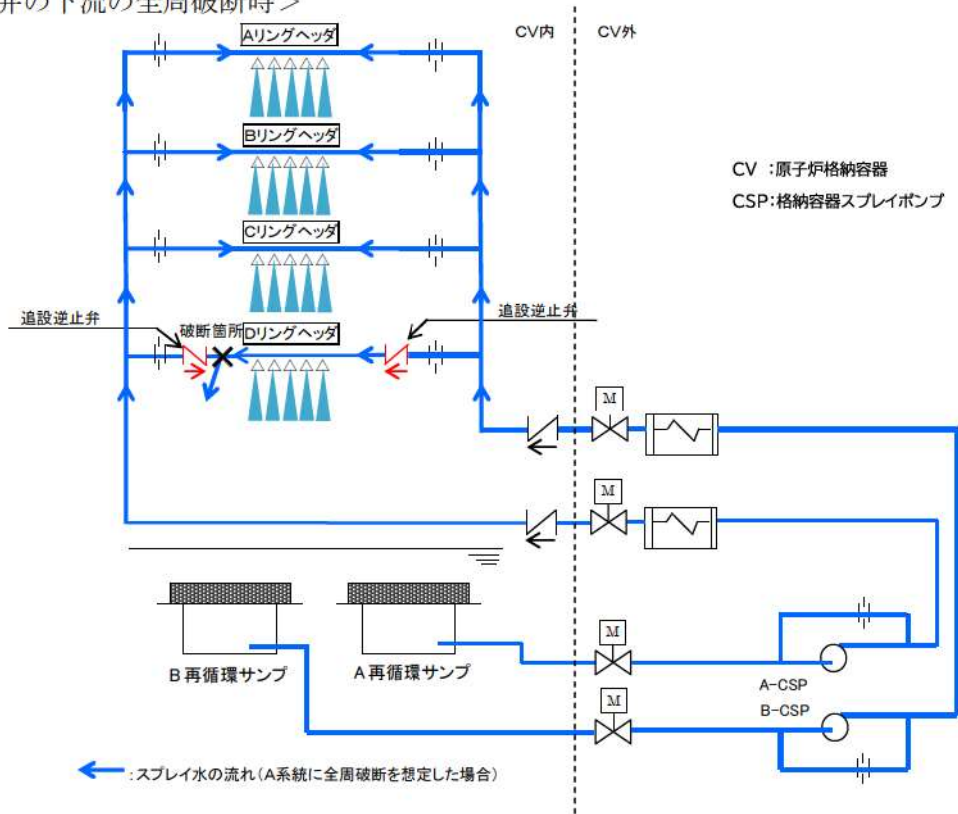 弁の下流の全周破断時>
CV内
CV外
Aリングヘッダ
Bリングヘッダ
CV :原子炉格納容器
CSP:格納容器スプレイポンプ
Cリングヘッダ
追設逆止弁
破断箇所
Dリングヘッダ
追設逆止弁
M
M
M
M
B再循環サンプ
A再循環サンプ
A-CSP
B-CSP
:スプレイ水の流れ(A系統に全周破断を想定した場合)